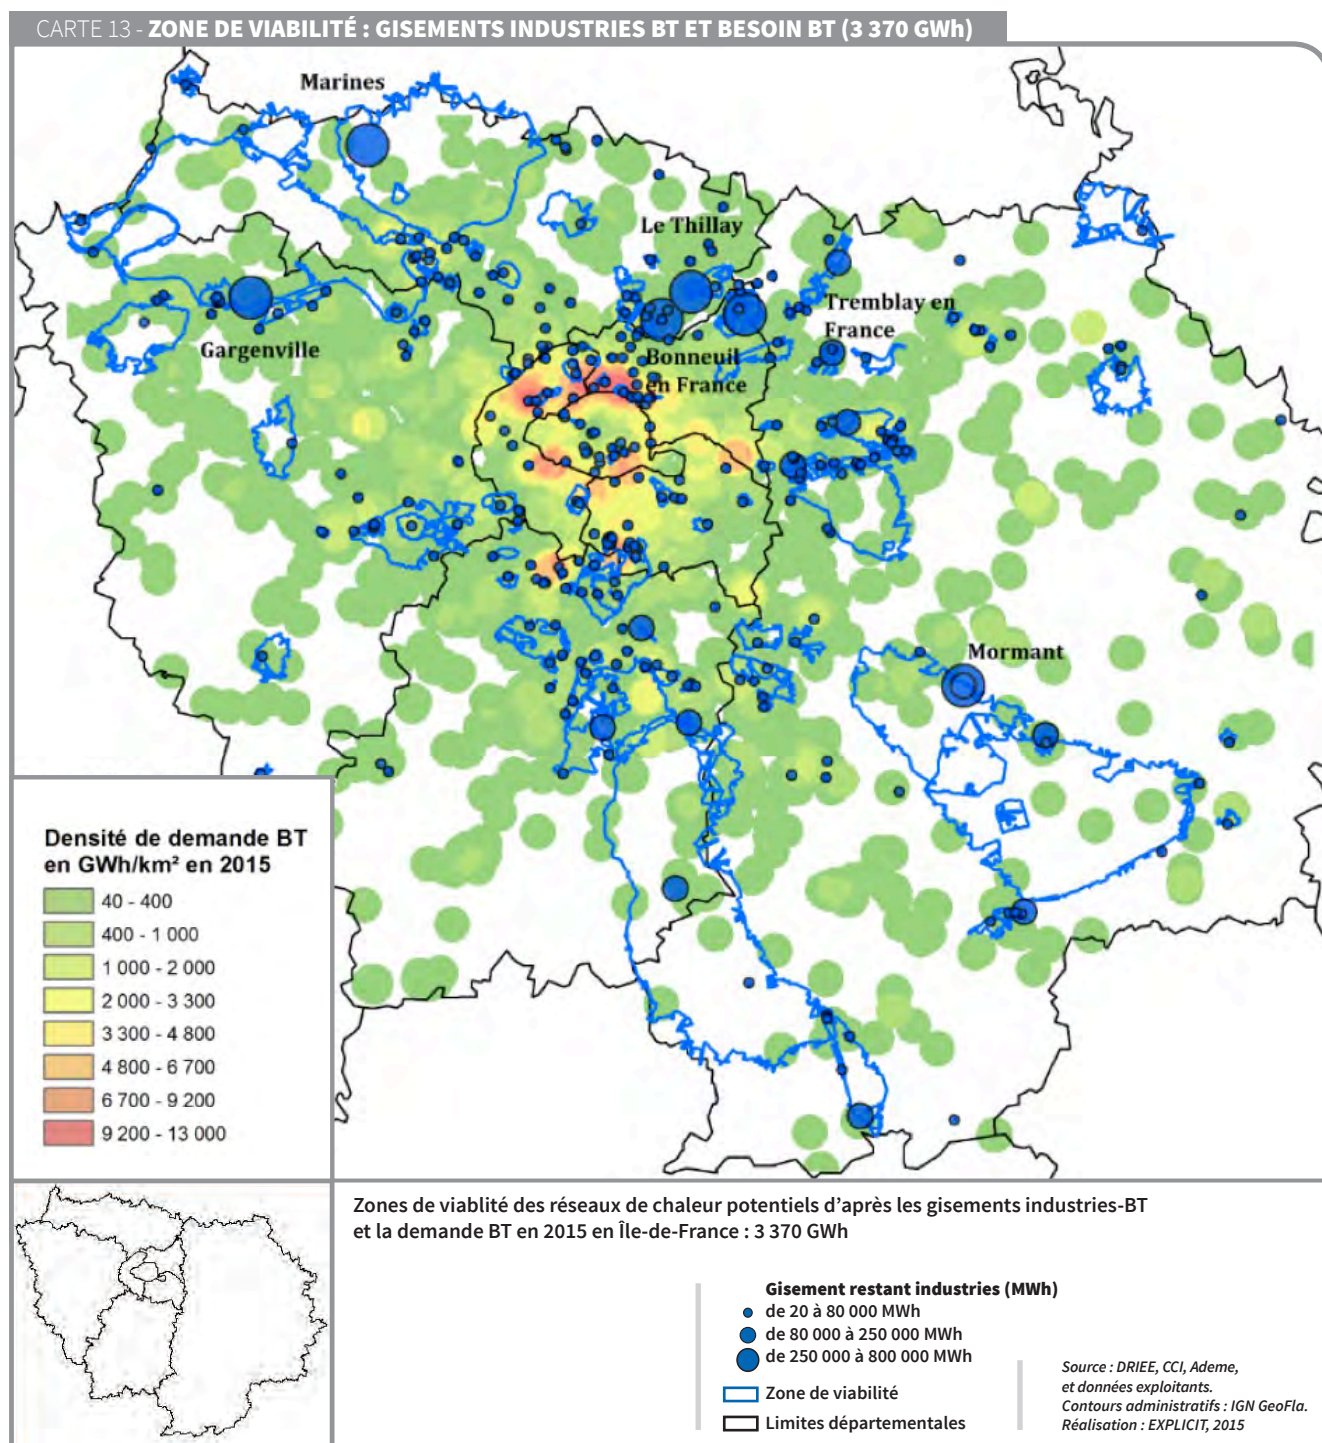 CARTE 13 - ZONE DE VIABILITÉ : GISEMENTS INDUSTRIES BT ET BESOIN BT (3 370 GWh)
Marines
Le Thillay
Tremblay en
France
Gargenville
Bonneuil
en France
Mormant
Densité de demande BT
en GWh/km² en 2015
40 - 400
400 - 1 000
1 000 - 2 000
2 000 - 3 300
3 300 - 4 800
4 800 - 6 700
6 700 - 9 200
9 200 - 13 000
Zones de viablité des réseaux de chaleur potentiels d'après les gisements industries-BT
et la demande BT en 2015 en Île-de-France : 3 370 GWh
Gisement restant industries (MWh)
de 20 à 80 000 MWh
de 80 000 à 250 000 MWh
de 250 000 à 800 000 MWh
Zone de viabilité
Limites départementales
Source : DRIEE, CCI, Ademe,
et données exploitants.
Contours administratifs : IGN GeoFla.
Réalisation : EXPLICIT, 2015